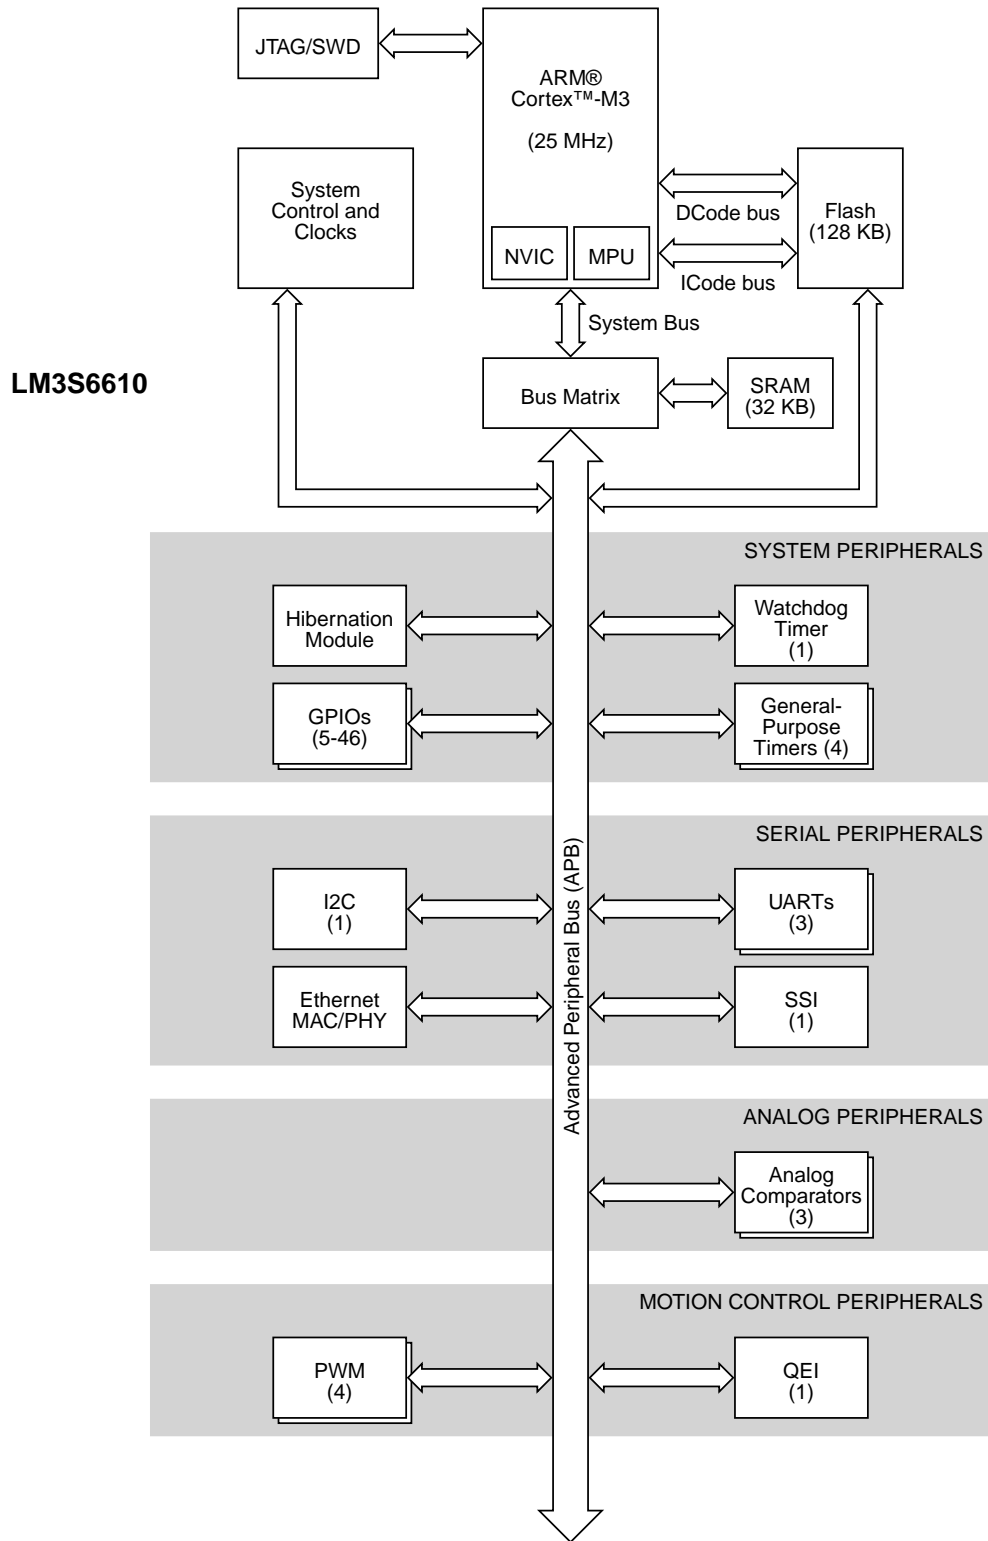 JTAG/SWD
ARM®
Cortex™-M3
(25 MHz)
NVIC
MPU
System
Control and
Clocks
DCode bus
ICode bus
Flash
(128 KB)
System Bus
LM3S6610
Bus Matrix
SRAM
(32 KB)
SYSTEM PERIPHERALS
Hibernation
Module
Watchdog
Timer
(1)
GPIOs
(5-46)
General-
Purpose
Timers (4)
Advanced Peripheral Bus (APB)
SERIAL PERIPHERALS
I2C
(1)
UARTs
(3)
Ethernet
MAC/PHY
SSI
(1)
ANALOG PERIPHERALS
Analog
Comparators
(3)
MOTION CONTROL PERIPHERALS
PWM
(4)
QEI
(1)